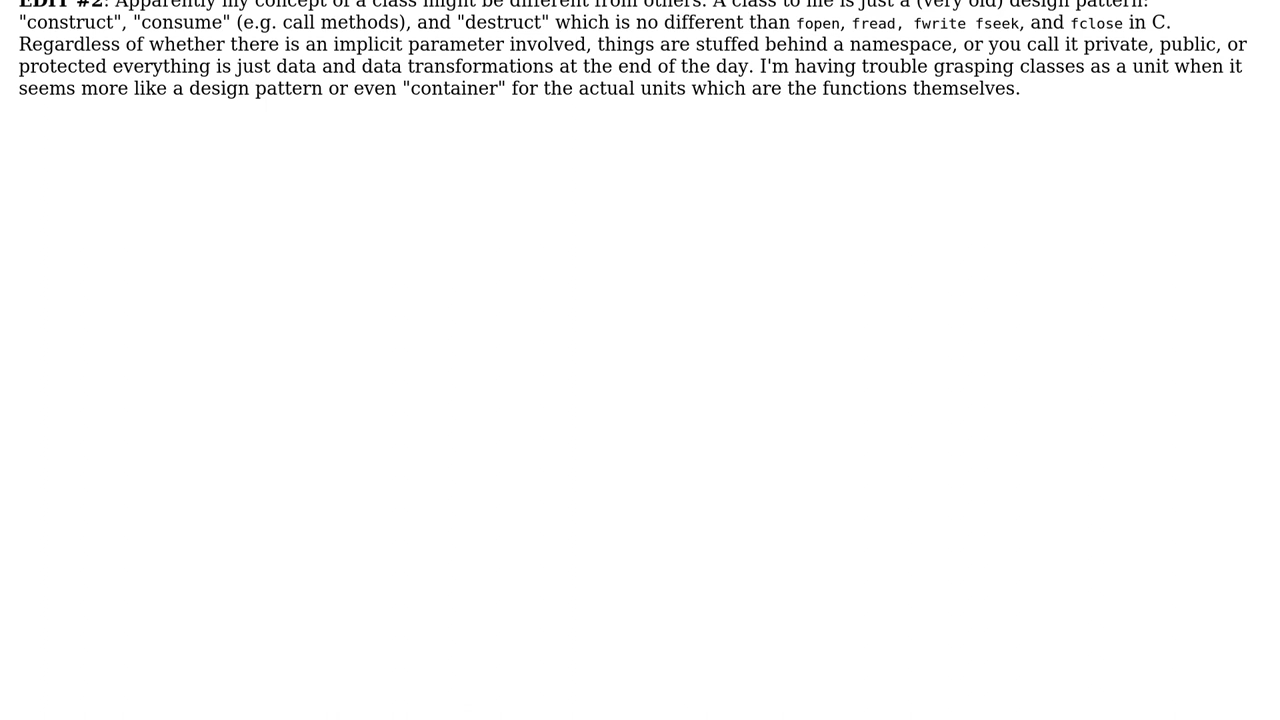 EDIT #2: Apparently my concept of a class might be different from others. A class to me is just a (very old) design pattern:
"construct", "consume" (e.g. call methods), and "destruct" which is no different than fopen, fread, fwrite fseek, and fclose in C.
Regardless of whether there is an implicit parameter involved, things are stuffed behind a namespace, or you call it private, public, or
protected everything is just data and data transformations at the end of the day. I'm having trouble grasping classes as a unit when it
seems more like a design pattern or even "container" for the actual units which are the functions themselves.